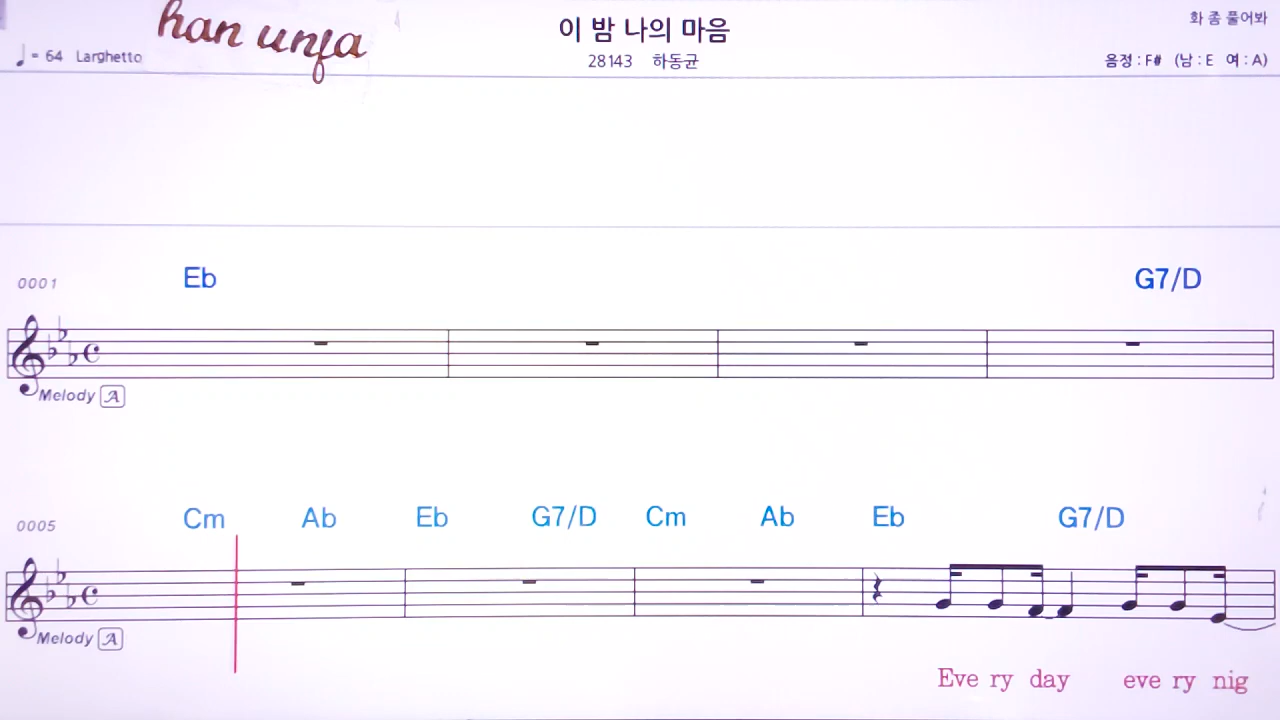 han unfa
이 밤 나의 마음
화 좀 풀어봐
♩= 64 Larghetto
28143 하동균
음정 : F# (남 : E 여 : A)
0001 Eb G7/D
Melody A
0005 Cm Ab Eb G7/D Cm Ab Eb G7/D
Melody A
Eve ry day eve ry nig